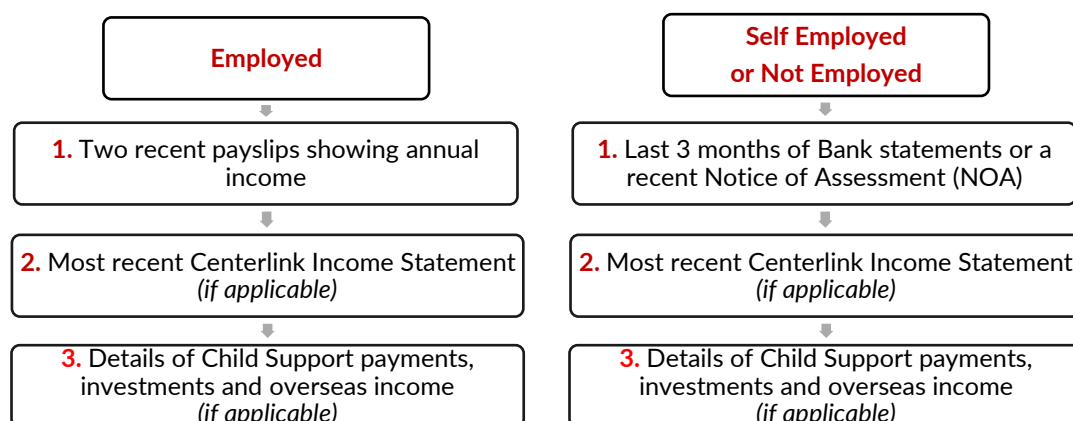 Employed
1. Two recent payslips showing annual
income
2. Most recent Centerlink Income Statement
(if applicable)
3. Details of Child Support payments,
investments and overseas income
(if applicable)
Self Employed
or Not Employed
1. Last 3 months of Bank statements or a
recent Notice of Assessment (NOA)
2. Most recent Centerlink Income Statement
(if applicable)
3. Details of Child Support payments,
investments and overseas income
(if applicable)